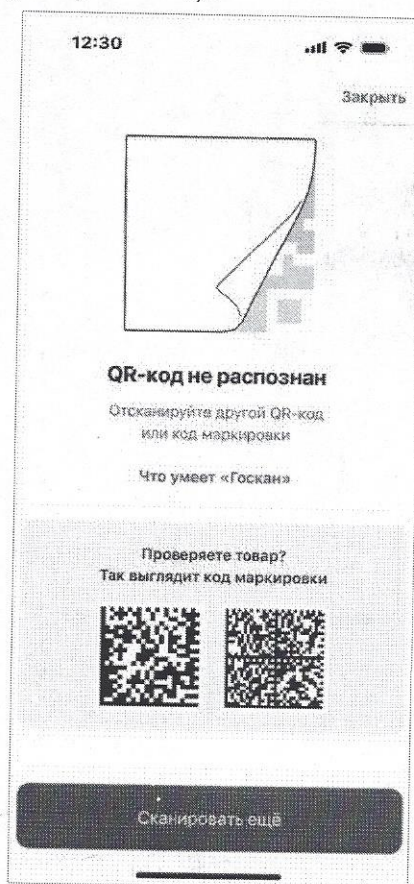 12:30
Закрыть
QR-код не распознан
Отсканируйте другой QR-код
или код маркировки
Что умеет «Госкан»
Проверяете товар?
Так выглядит код маркировки
Сканировать ещё